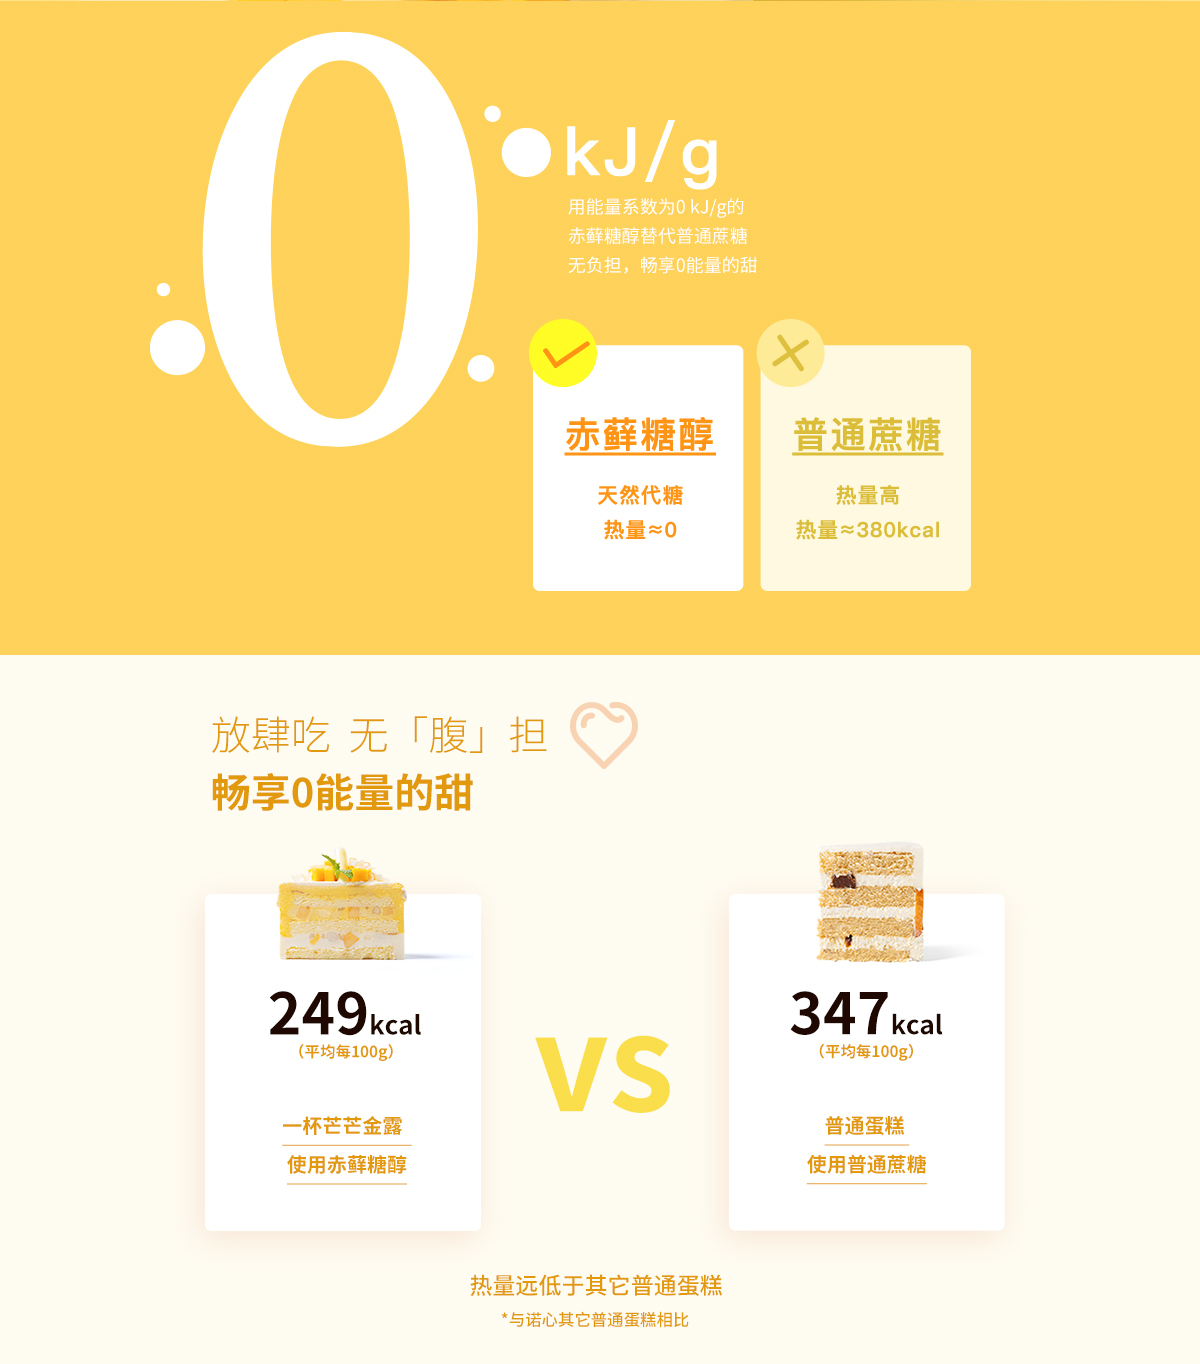 0 kJ/g
用能量系数为0 kJ/g的
赤藓糖醇替代普通蔗糖
无负担，畅享0能量的甜
赤藓糖醇
天然代糖
热量≈0
普通蔗糖
热量高
热量≈380kcal
放肆吃 无「腹」担
畅享0能量的甜
249kcal
（平均每100g）
一杯芒芒金露
使用赤藓糖醇
VS
347kcal
（平均每100g）
普通蛋糕
使用普通蔗糖
热量远低于其它普通蛋糕
*与诺心其它普通蛋糕相比